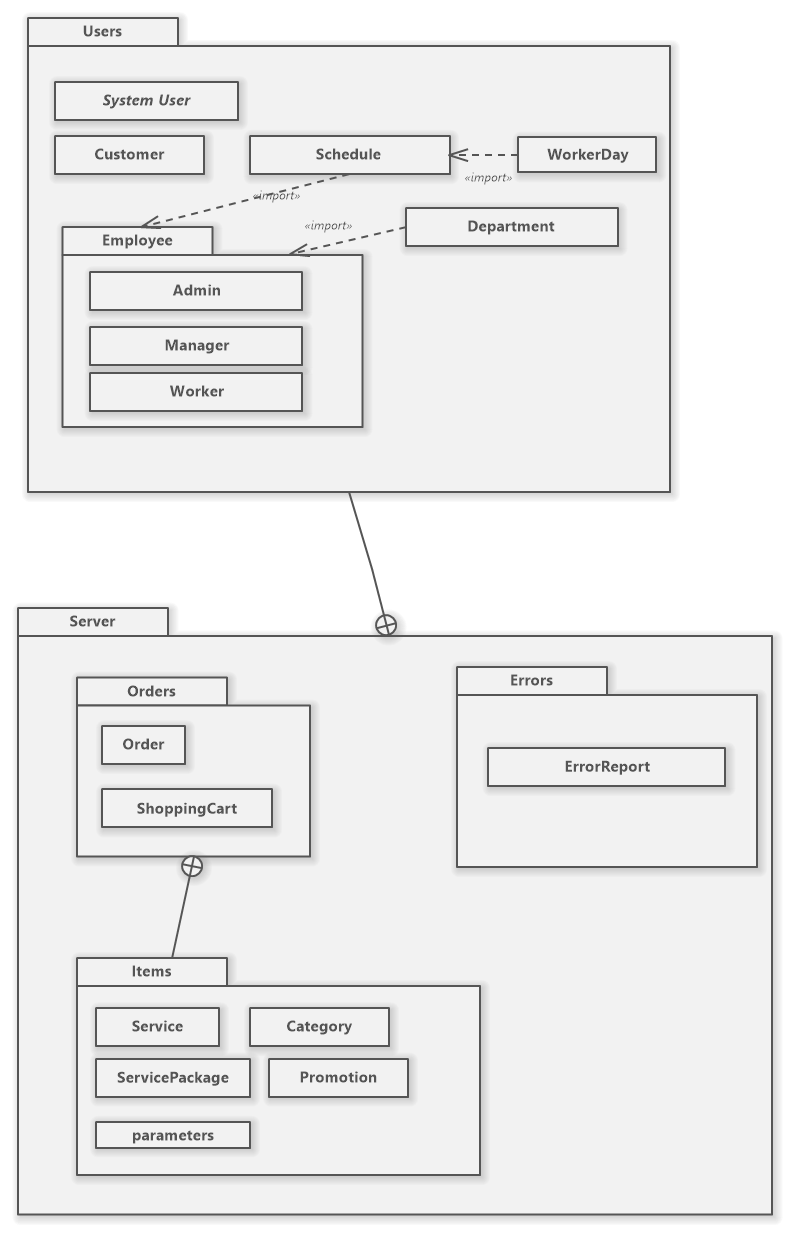 Users
System User
Customer
Schedule
WorkerDay
«import»
«import»
Department
«import»
Employee
Admin
Manager
Worker
Server
Orders
Errors
Order
ErrorReport
ShoppingCart
Items
Service
Category
ServicePackage
Promotion
parameters